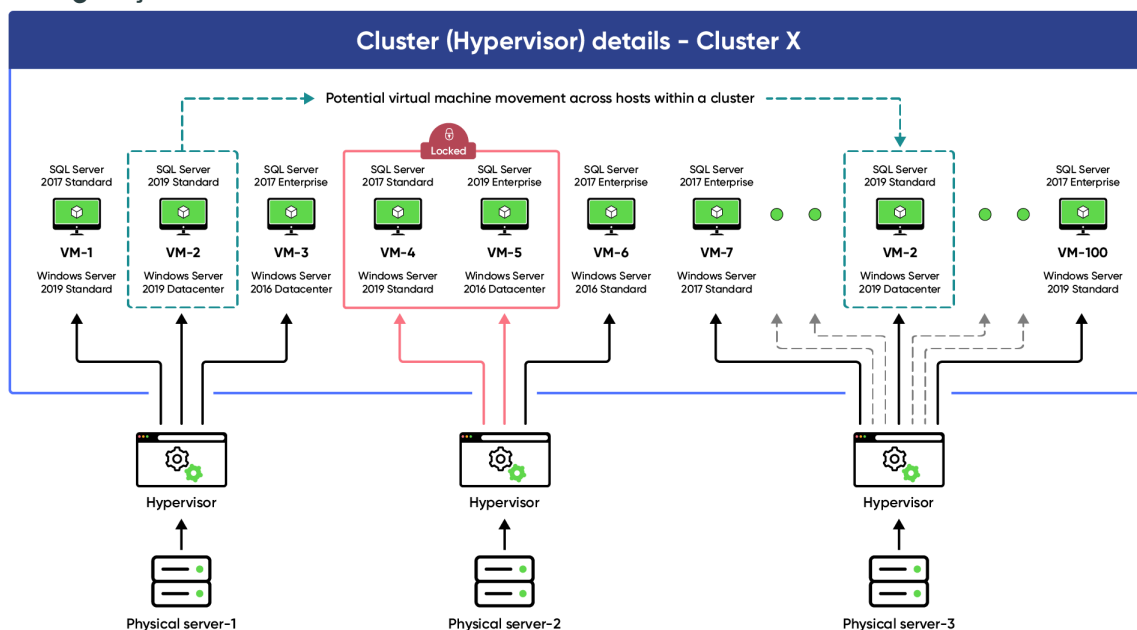 Cluster (Hypervisor) details - Cluster X
Potential virtual machine movement across hosts within a cluster
Locked
SQL Server
2017 Standard
VM-1
Windows Server
2019 Standard
SQL Server
2019 Standard
VM-2
Windows Server
2019 Datacenter
SQL Server
2017 Enterprise
VM-3
Windows Server
2016 Datacenter
SQL Server
2017 Standard
VM-4
Windows Server
2019 Standard
SQL Server
2019 Enterprise
VM-5
Windows Server
2016 Datacenter
SQL Server
2017 Enterprise
VM-6
Windows Server
2016 Standard
SQL Server
2017 Enterprise
VM-7
Windows Server
2017 Standard
SQL Server
2019 Standard
VM-2
Windows Server
2019 Datacenter
SQL Server
2017 Enterprise
VM-100
Windows Server
2019 Standard
Hypervisor
Hypervisor
Hypervisor
Physical server-1
Physical server-2
Physical server-3